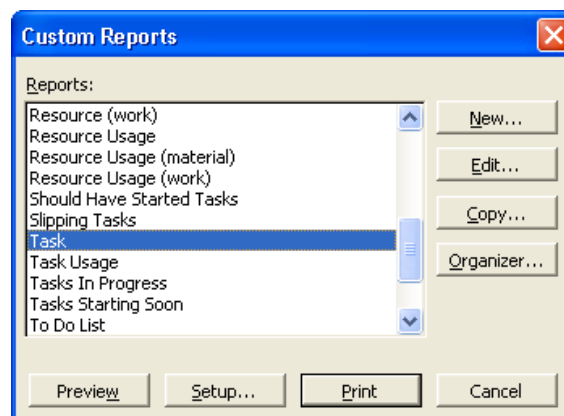 Custom Reports
Reports:
Resource (work)
Resource Usage
Resource Usage (material)
Resource Usage (work)
Should Have Started Tasks
Slipping Tasks
Task
Task Usage
Tasks In Progress
Tasks Starting Soon
To Do List
New...
Edit...
Copy...
Organizer...
Preview
Setup...
Print
Cancel